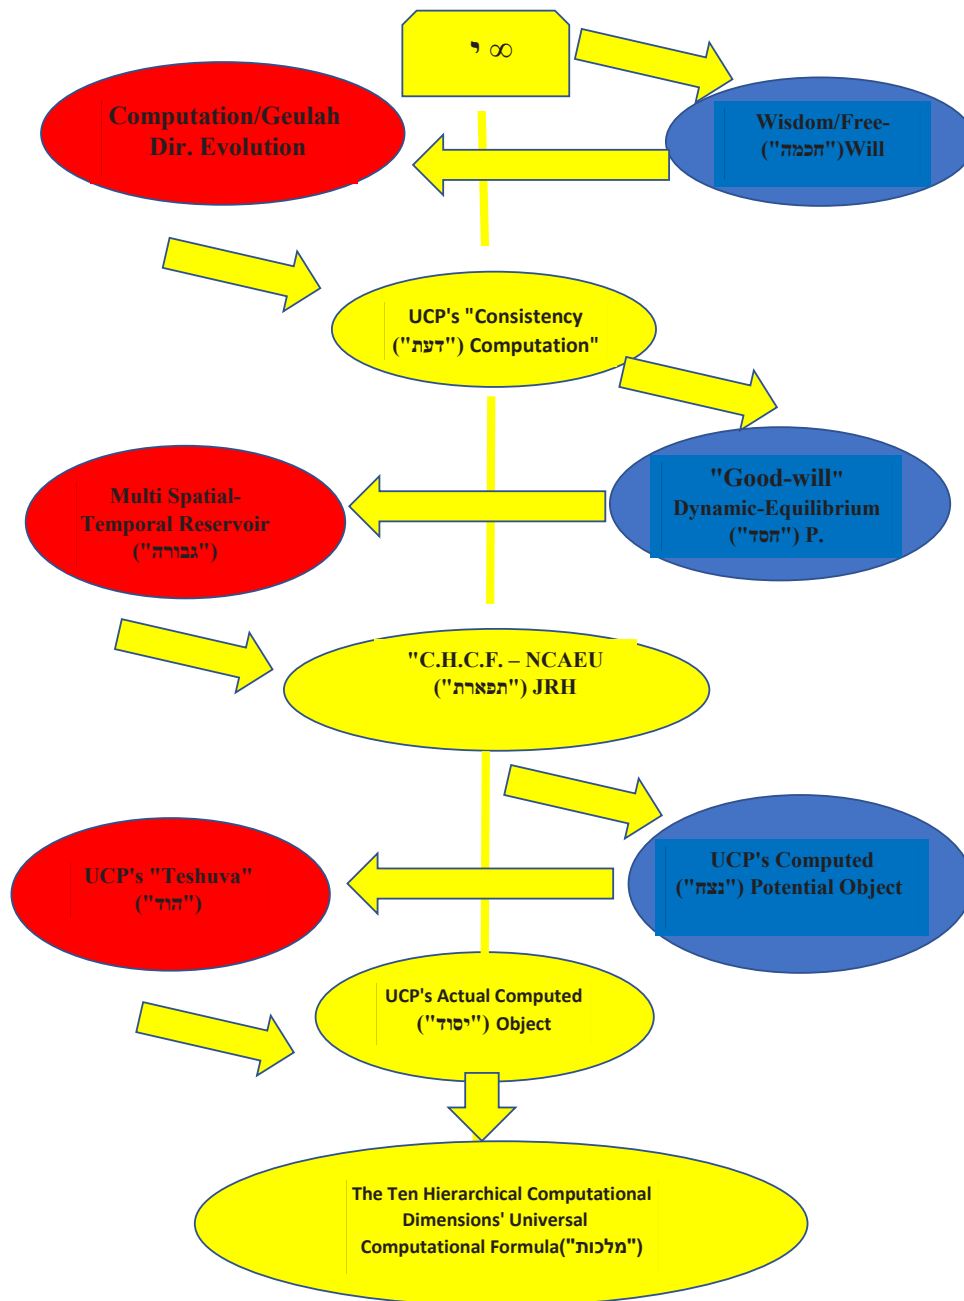 י ∞
Wisdom/Free-
("חכמה")Will
Computation/Geulah
Dir. Evolution
UCP's "Consistency
("דעת") Computation"
"Good-will"
Dynamic-Equilibrium
("חסד") P.
Multi Spatial-
Temporal Reservoir
("גבורה")
"C.H.C.F. – NCAEU
("תפארת") JRH
UCP's Computed
("נצח") Potential Object
UCP's "Teshuva"
("הוד")
UCP's Actual Computed
("יסוד") Object
The Ten Hierarchical Computational
Dimensions' Universal
Computational Formula("מלכות")